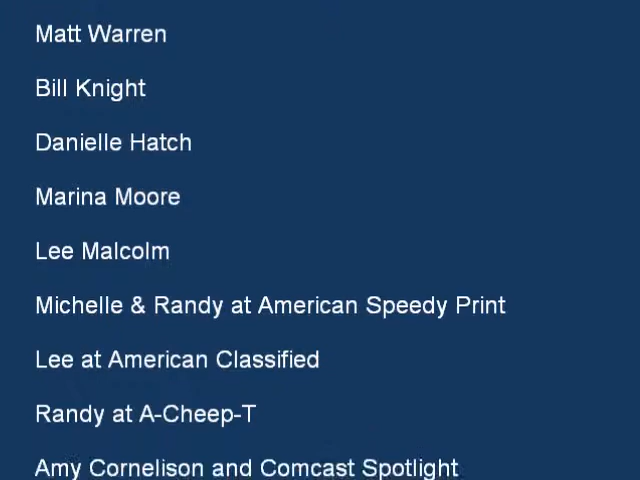 Matt Warren
Bill Knight
Danielle Hatch
Marina Moore
Lee Malcolm
Michelle & Randy at American Speedy Print
Lee at American Classified
Randy at A-Cheep-T
Amy Cornelison and Comcast Spotlight